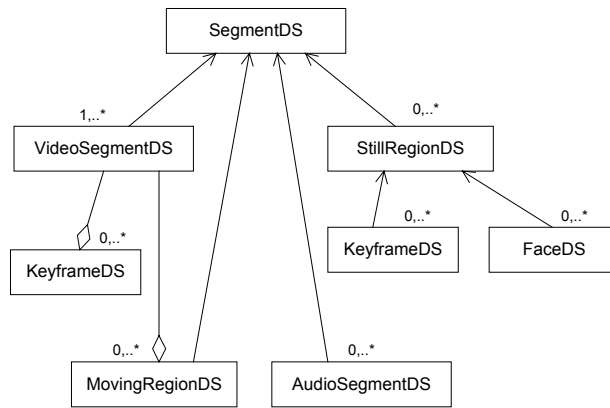 SegmentDS
1,..*
0,..*
VideoSegmentDS
StillRegionDS
0,..*
0,..*
0,..*
KeyframeDS
KeyframeDS
FaceDS
0,..*
0,..*
MovingRegionDS
AudioSegmentDS